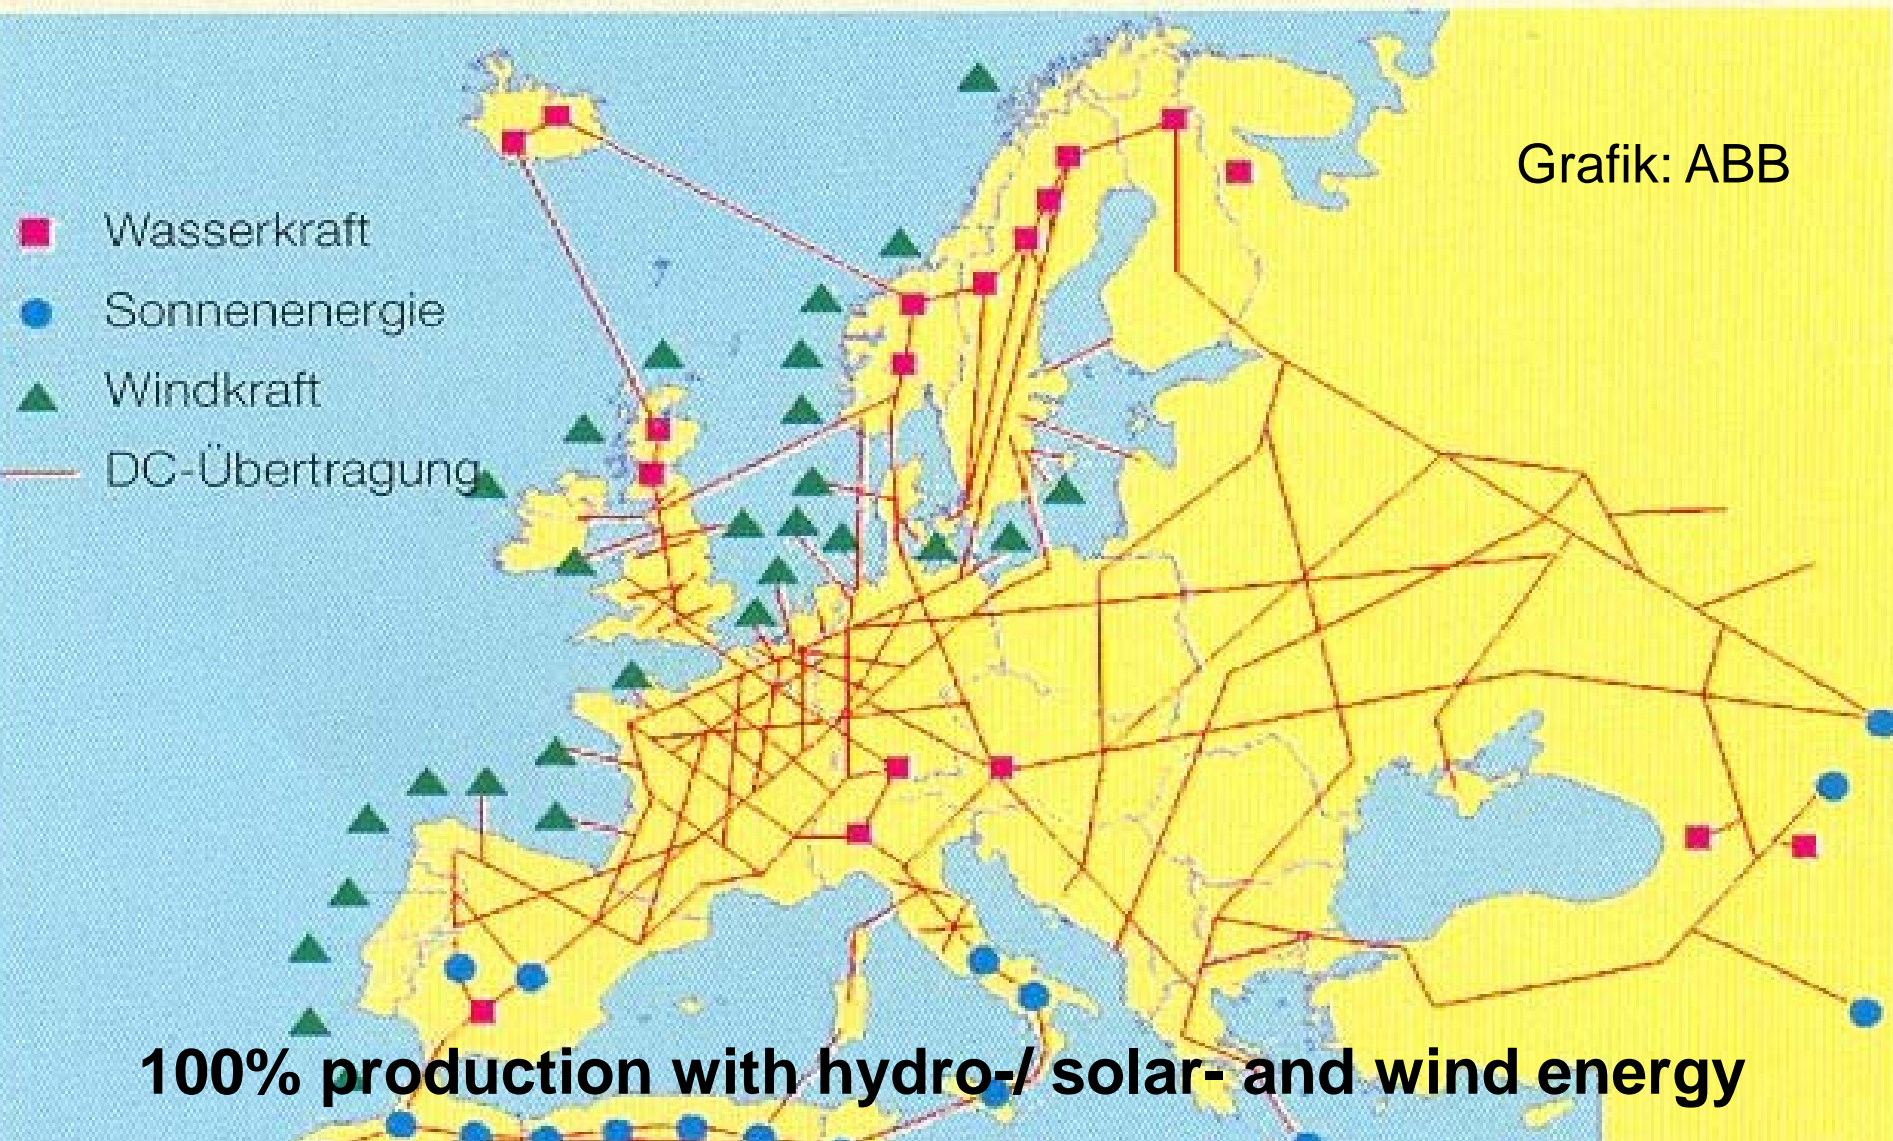 Grafik: ABB
Wasserkraft
Sonnenenergie
Windkraft
DC-Übertragung
100% production with hydro-/ solar- and wind energy